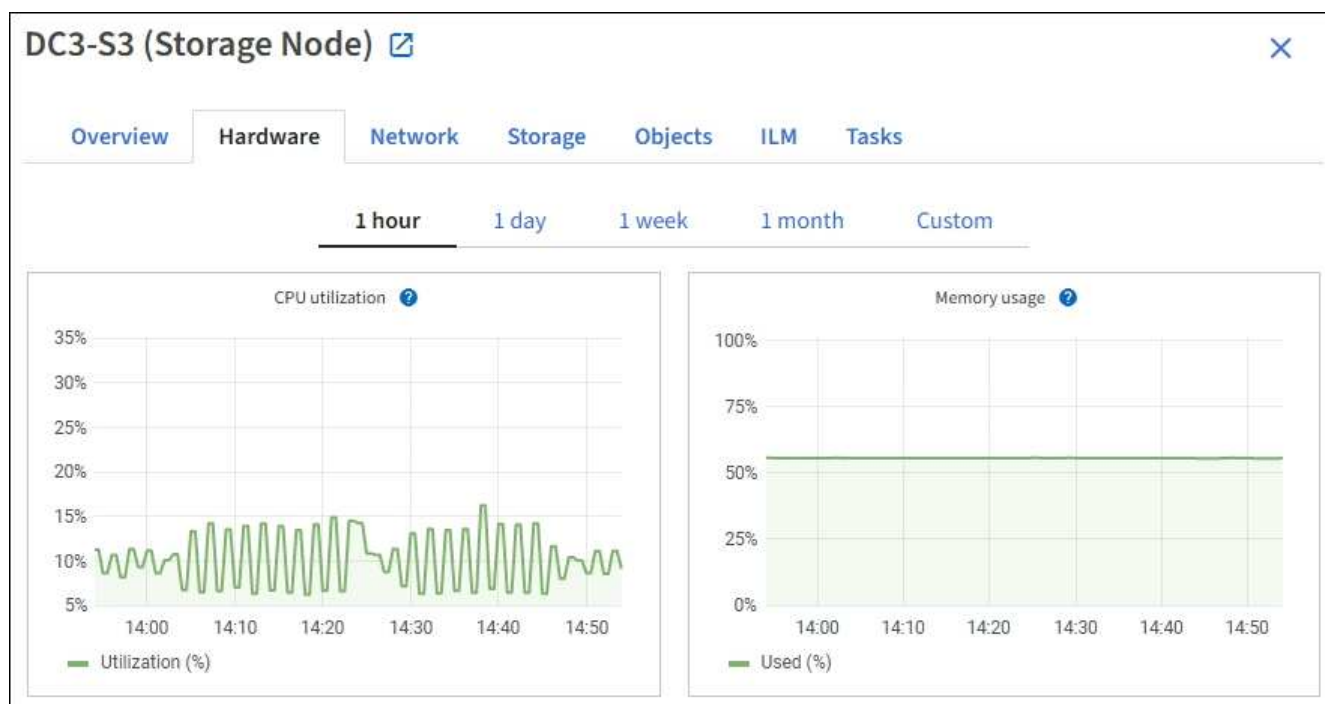 DC3-S3 (Storage Node)
Overview Hardware Network Storage Objects ILM Tasks
1 hour 1 day 1 week 1 month Custom
CPU utilization ?
35%
30%
25%
20%
15%
10%
5%
14:00 14:10 14:20 14:30 14:40 14:50
Utilization (%)
Memory usage ?
100%
75%
50%
25%
0%
14:00 14:10 14:20 14:30 14:40 14:50
Used (%)